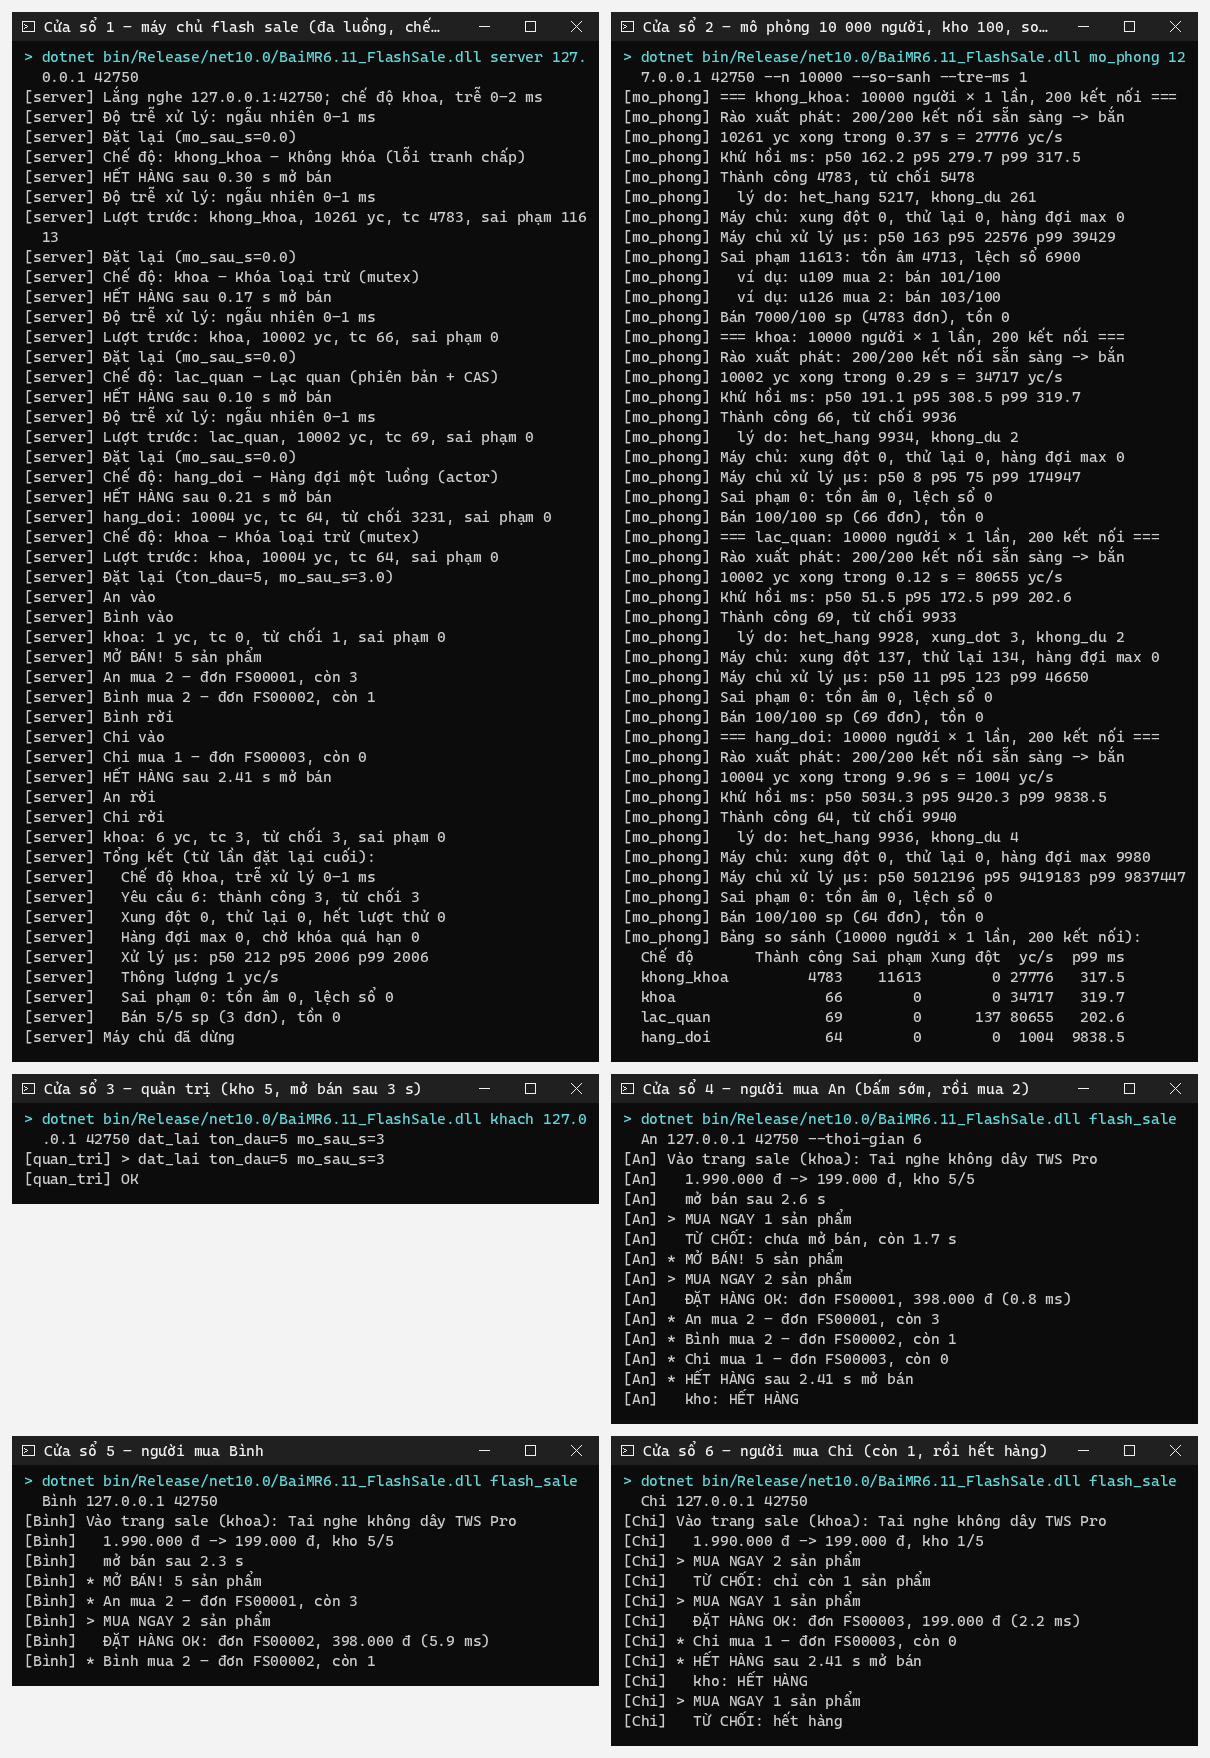 Cửa sổ 1 — máy chủ flash sale (đa luồng, chế…
> dotnet bin/Release/net10.0/BaiMR6.11_FlashSale.dll server 127.
0.0.1 42750
[server] Lắng nghe 127.0.0.1:42750; chế độ khoa, trễ 0–2 ms
[server] Độ trễ xử lý: ngẫu nhiên 0–1 ms
[server] Đặt lại (mo_sau_s=0.0)
[server] Chế độ: khong_khoa — Không khóa (lỗi tranh chấp)
[server] HẾT HÀNG sau 0.30 s mở bán
[server] Độ trễ xử lý: ngẫu nhiên 0–1 ms
[server] Lượt trước: khong_khoa, 10261 yc, tc 4783, sai phạm 116
13
[server] Đặt lại (mo_sau_s=0.0)
[server] Chế độ: khoa — Khóa loại trừ (mutex)
[server] HẾT HÀNG sau 0.17 s mở bán
[server] Độ trễ xử lý: ngẫu nhiên 0–1 ms
[server] Lượt trước: khoa, 10002 yc, tc 66, sai phạm 0
[server] Đặt lại (mo_sau_s=0.0)
[server] Chế độ: lac_quan — Lạc quan (phiên bản + CAS)
[server] HẾT HÀNG sau 0.10 s mở bán
[server] Độ trễ xử lý: ngẫu nhiên 0–1 ms
[server] Lượt trước: lac_quan, 10002 yc, tc 69, sai phạm 0
[server] Đặt lại (mo_sau_s=0.0)
[server] Chế độ: hang_doi — Hàng đợi một luồng (actor)
[server] HẾT HÀNG sau 0.21 s mở bán
[server] hang_doi: 10004 yc, tc 64, từ chối 3231, sai phạm 0
[server] Chế độ: khoa — Khóa loại trừ (mutex)
[server] Lượt trước: khoa, 10004 yc, tc 64, sai phạm 0
[server] Đặt lại (ton_dau=5, mo_sau_s=3.0)
[server] An vào
[server] Bình vào
[server] khoa: 1 yc, tc 0, từ chối 1, sai phạm 0
[server] MỞ BÁN! 5 sản phẩm
[server] An mua 2 — đơn FS00001, còn 3
[server] Bình mua 2 — đơn FS00002, còn 1
[server] Bình rời
[server] Chi vào
[server] Chi mua 1 — đơn FS00003, còn 0
[server] HẾT HÀNG sau 2.41 s mở bán
[server] An rời
[server] Chi rời
[server] khoa: 6 yc, tc 3, từ chối 3, sai phạm 0
[server] Tổng kết (từ lần đặt lại cuối):
[server]   Chế độ khoa, trễ xử lý 0–1 ms
[server]   Yêu cầu 6: thành công 3, từ chối 3
[server]   Xung đột 0, thử lại 0, hết lượt thử 0
[server]   Hàng đợi max 0, chờ khóa quá hạn 0
[server]   Xử lý µs: p50 212 p95 2006 p99 2006
[server]   Thông lượng 1 yc/s
[server]   Sai phạm 0: tồn âm 0, lệch sổ 0
[server]   Bán 5/5 sp (3 đơn), tồn 0
[server] Máy chủ đã dừng
Cửa sổ 2 — mô phỏng 10 000 người, kho 100, so…
> dotnet bin/Release/net10.0/BaiMR6.11_FlashSale.dll mo_phong 12
7.0.0.1 42750 --n 10000 --so-sanh --tre-ms 1
[mo_phong] === khong_khoa: 10000 người × 1 lần, 200 kết nối ===
[mo_phong] Rào xuất phát: 200/200 kết nối sẵn sàng -> bắn
[mo_phong] 10261 yc xong trong 0.37 s = 27776 yc/s
[mo_phong] Khứ hồi ms: p50 162.2 p95 279.7 p99 317.5
[mo_phong] Thành công 4783, từ chối 5478
[mo_phong]   lý do: het_hang 5217, khong_du 261
[mo_phong] Máy chủ: xung đột 0, thử lại 0, hàng đợi max 0
[mo_phong] Máy chủ xử lý µs: p50 163 p95 22576 p99 39429
[mo_phong] Sai phạm 11613: tồn âm 4713, lệch sổ 6900
[mo_phong]   ví dụ: u109 mua 2: bán 101/100
[mo_phong]   ví dụ: u126 mua 2: bán 103/100
[mo_phong] Bán 7000/100 sp (4783 đơn), tồn 0
[mo_phong] === khoa: 10000 người × 1 lần, 200 kết nối ===
[mo_phong] Rào xuất phát: 200/200 kết nối sẵn sàng -> bắn
[mo_phong] 10002 yc xong trong 0.29 s = 34717 yc/s
[mo_phong] Khứ hồi ms: p50 191.1 p95 308.5 p99 319.7
[mo_phong] Thành công 66, từ chối 9936
[mo_phong]   lý do: het_hang 9934, khong_du 2
[mo_phong] Máy chủ: xung đột 0, thử lại 0, hàng đợi max 0
[mo_phong] Máy chủ xử lý µs: p50 8 p95 75 p99 174947
[mo_phong] Sai phạm 0: tồn âm 0, lệch sổ 0
[mo_phong] Bán 100/100 sp (66 đơn), tồn 0
[mo_phong] === lac_quan: 10000 người × 1 lần, 200 kết nối ===
[mo_phong] Rào xuất phát: 200/200 kết nối sẵn sàng -> bắn
[mo_phong] 10002 yc xong trong 0.12 s = 80655 yc/s
[mo_phong] Khứ hồi ms: p50 51.5 p95 172.5 p99 202.6
[mo_phong] Thành công 69, từ chối 9933
[mo_phong]   lý do: het_hang 9928, xung_dot 3, khong_du 2
[mo_phong] Máy chủ: xung đột 137, thử lại 134, hàng đợi max 0
[mo_phong] Máy chủ xử lý µs: p50 11 p95 123 p99 46650
[mo_phong] Sai phạm 0: tồn âm 0, lệch sổ 0
[mo_phong] Bán 100/100 sp (69 đơn), tồn 0
[mo_phong] === hang_doi: 10000 người × 1 lần, 200 kết nối ===
[mo_phong] Rào xuất phát: 200/200 kết nối sẵn sàng -> bắn
[mo_phong] 10004 yc xong trong 9.96 s = 1004 yc/s
[mo_phong] Khứ hồi ms: p50 5034.3 p95 9420.3 p99 9838.5
[mo_phong] Thành công 64, từ chối 9940
[mo_phong]   lý do: het_hang 9936, khong_du 4
[mo_phong] Máy chủ: xung đột 0, thử lại 0, hàng đợi max 9980
[mo_phong] Máy chủ xử lý µs: p50 5012196 p95 9419183 p99 9837447
[mo_phong] Sai phạm 0: tồn âm 0, lệch sổ 0
[mo_phong] Bán 100/100 sp (64 đơn), tồn 0
[mo_phong] Bảng so sánh (10000 người × 1 lần, 200 kết nối):
Chế độ       Thành công Sai phạm Xung đột  yc/s  p99 ms
khong_khoa         4783    11613        0 27776   317.5
khoa                 66        0        0 34717   319.7
lac_quan             69        0      137 80655   202.6
hang_doi             64        0        0  1004  9838.5
Cửa sổ 3 — quản trị (kho 5, mở bán sau 3 s)
> dotnet bin/Release/net10.0/BaiMR6.11_FlashSale.dll khach 127.0
.0.1 42750 dat_lai ton_dau=5 mo_sau_s=3
[quan_tri] > dat_lai ton_dau=5 mo_sau_s=3
[quan_tri] OK
Cửa sổ 4 — người mua An (bấm sớm, rồi mua 2)
> dotnet bin/Release/net10.0/BaiMR6.11_FlashSale.dll flash_sale
An 127.0.0.1 42750 --thoi-gian 6
[An] Vào trang sale (khoa): Tai nghe không dây TWS Pro
[An]   1.990.000 đ -> 199.000 đ, kho 5/5
[An]   mở bán sau 2.6 s
[An] > MUA NGAY 1 sản phẩm
[An]   TỪ CHỐI: chưa mở bán, còn 1.7 s
[An] * MỞ BÁN! 5 sản phẩm
[An] > MUA NGAY 2 sản phẩm
[An]   ĐẶT HÀNG OK: đơn FS00001, 398.000 đ (0.8 ms)
[An] * An mua 2 — đơn FS00001, còn 3
[An] * Bình mua 2 — đơn FS00002, còn 1
[An] * Chi mua 1 — đơn FS00003, còn 0
[An] * HẾT HÀNG sau 2.41 s mở bán
[An]   kho: HẾT HÀNG
Cửa sổ 5 — người mua Bình
> dotnet bin/Release/net10.0/BaiMR6.11_FlashSale.dll flash_sale
Bình 127.0.0.1 42750
[Bình] Vào trang sale (khoa): Tai nghe không dây TWS Pro
[Bình]   1.990.000 đ -> 199.000 đ, kho 5/5
[Bình]   mở bán sau 2.3 s
[Bình] * MỞ BÁN! 5 sản phẩm
[Bình] * An mua 2 — đơn FS00001, còn 3
[Bình] > MUA NGAY 2 sản phẩm
[Bình]   ĐẶT HÀNG OK: đơn FS00002, 398.000 đ (5.9 ms)
[Bình] * Bình mua 2 — đơn FS00002, còn 1
Cửa sổ 6 — người mua Chi (còn 1, rồi hết hàng)
> dotnet bin/Release/net10.0/BaiMR6.11_FlashSale.dll flash_sale
Chi 127.0.0.1 42750
[Chi] Vào trang sale (khoa): Tai nghe không dây TWS Pro
[Chi]   1.990.000 đ -> 199.000 đ, kho 1/5
[Chi] > MUA NGAY 2 sản phẩm
[Chi]   TỪ CHỐI: chỉ còn 1 sản phẩm
[Chi] > MUA NGAY 1 sản phẩm
[Chi]   ĐẶT HÀNG OK: đơn FS00003, 199.000 đ (2.2 ms)
[Chi] * Chi mua 1 — đơn FS00003, còn 0
[Chi] * HẾT HÀNG sau 2.41 s mở bán
[Chi]   kho: HẾT HÀNG
[Chi] > MUA NGAY 1 sản phẩm
[Chi]   TỪ CHỐI: hết hàng